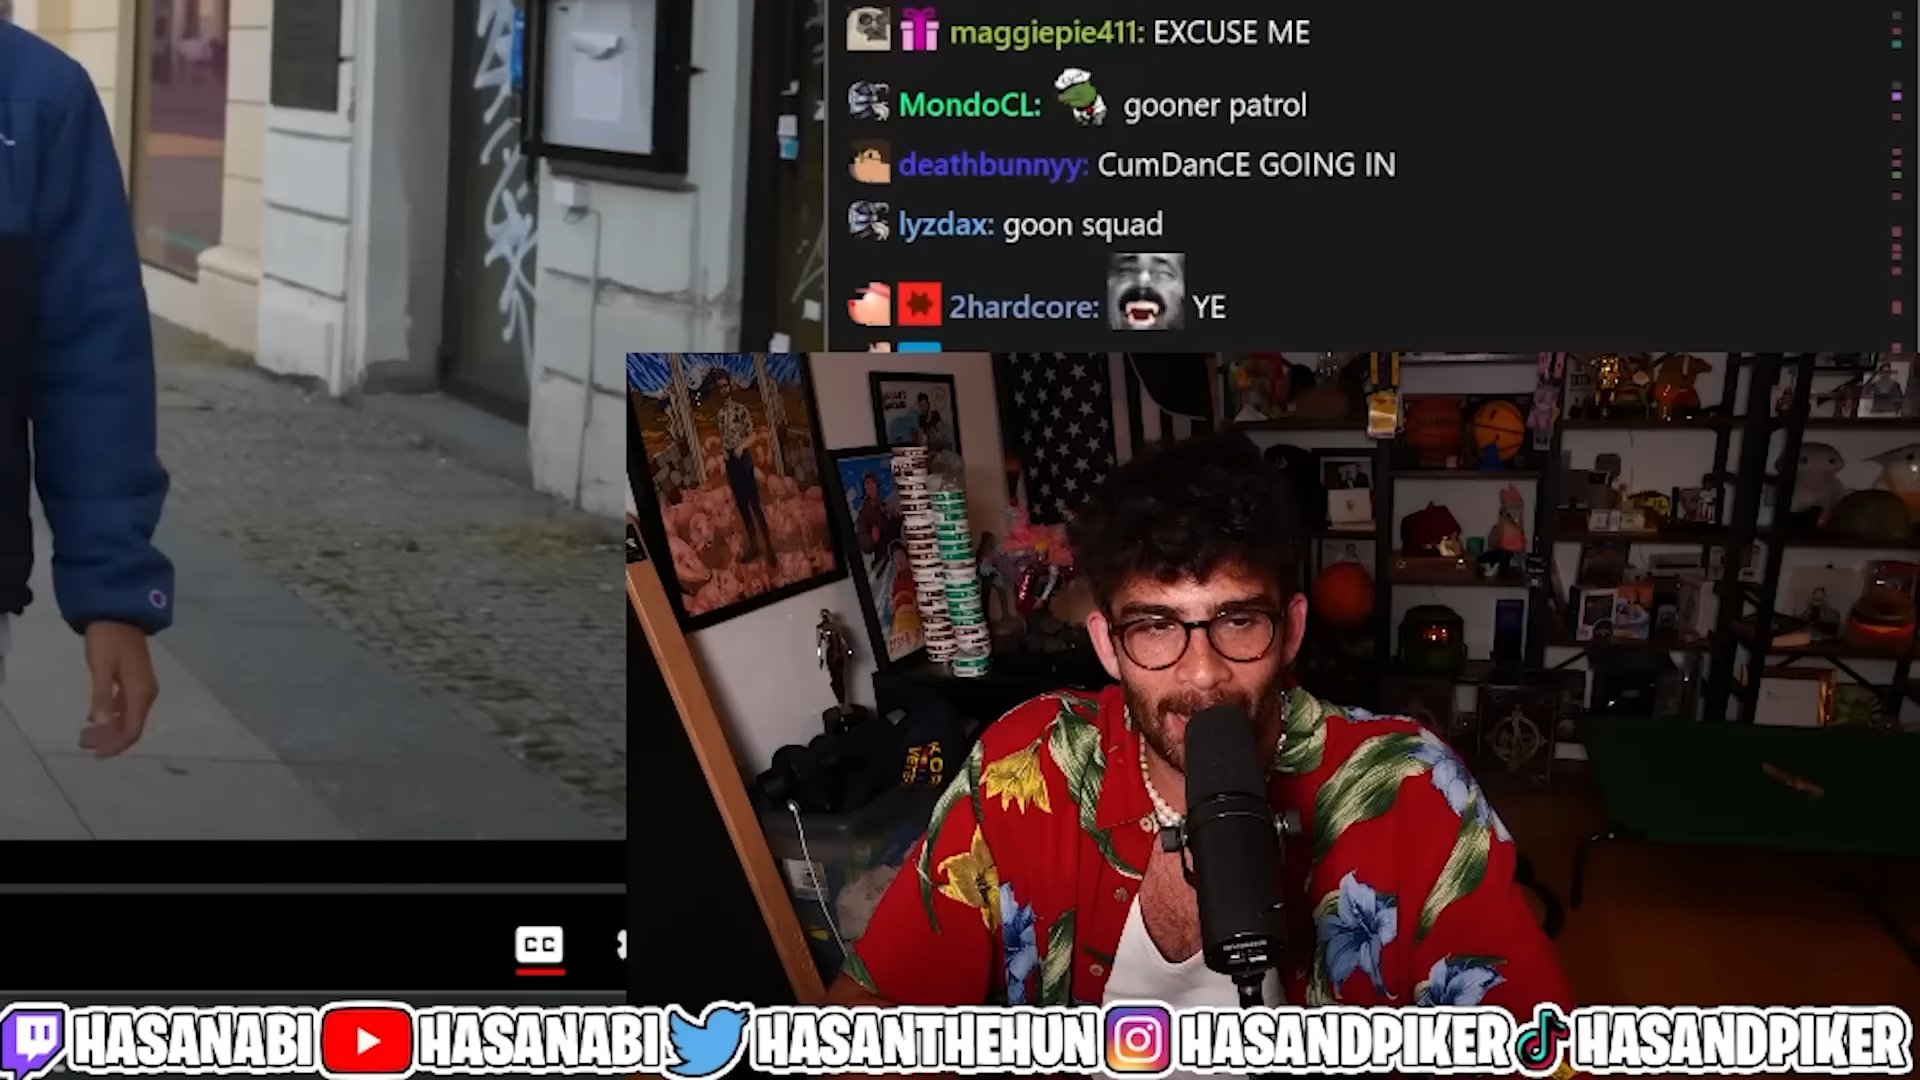 maggiepie411: EXCUSE ME
MondoCL: gooner patrol
deathbunnyy: CumDanCE GOING IN
lyzdax: goon squad
2hardcore: YE
CC
HASANABI HASANABI HASANTHEHUN HASANDPIKER HASANDPIKER